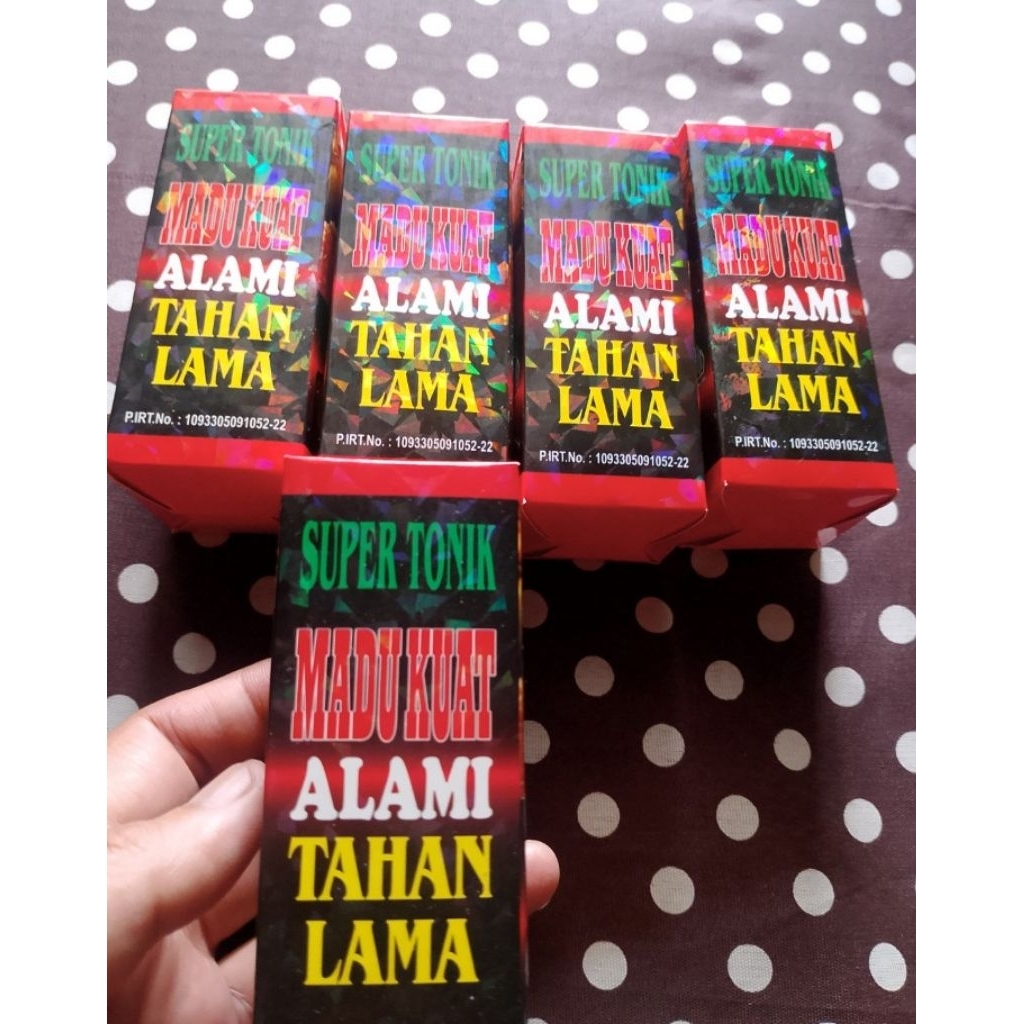 SUPER TONIK
MADU KUAT
ALAMI
TAHAN
LAMA
P.IRT.No. : 1093305091052-22
SUPER TONIK
MADU KUAT
ALAMI
TAHAN
LAMA
P.IRT.No. : 1093305091052-22
SUPER TONIK
MADU KUAT
ALAMI
TAHAN
LAMA
P.IRT.No. : 1093305091052-22
SUPER TONIK
MADU KUAT
ALAMI
TAHAN
LAMA
P.IRT.No. : 1093305091052-22
SUPER TONIK
MADU KUAT
ALAMI
TAHAN
LAMA